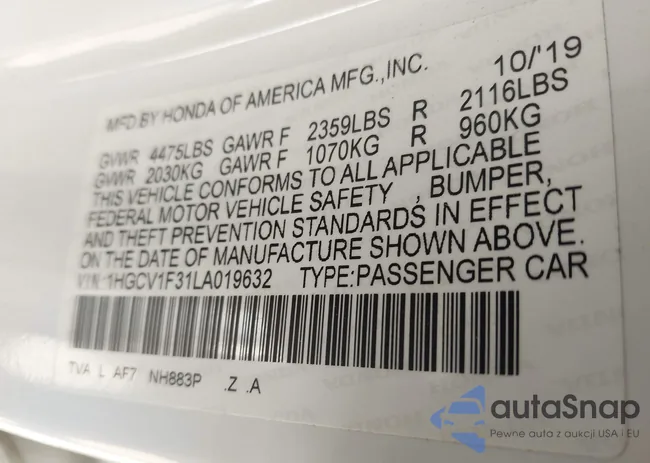 MFD.BY HONDA OF AMERICA MFG.,INC. 10/'19
GVWR 4475LBS GAWR F 2359LBS R 2116LBS
GVWR 2030KG GAWR F 1070KG R 960KG
THIS VEHICLE CONFORMS TO ALL APPLICABLE
FEDERAL MOTOR VEHICLE SAFETY , BUMPER,
AND THEFT PREVENTION STANDARDS IN EFFECT
ON THE DATE OF MANUFACTURE SHOWN ABOVE.
V.I.N.:1HGCV1F31LA019632 TYPE:PASSENGER CAR
TVA L AF7 NH883P .Z .A
autaSnap
Pewne auta z aukcji USA i EU